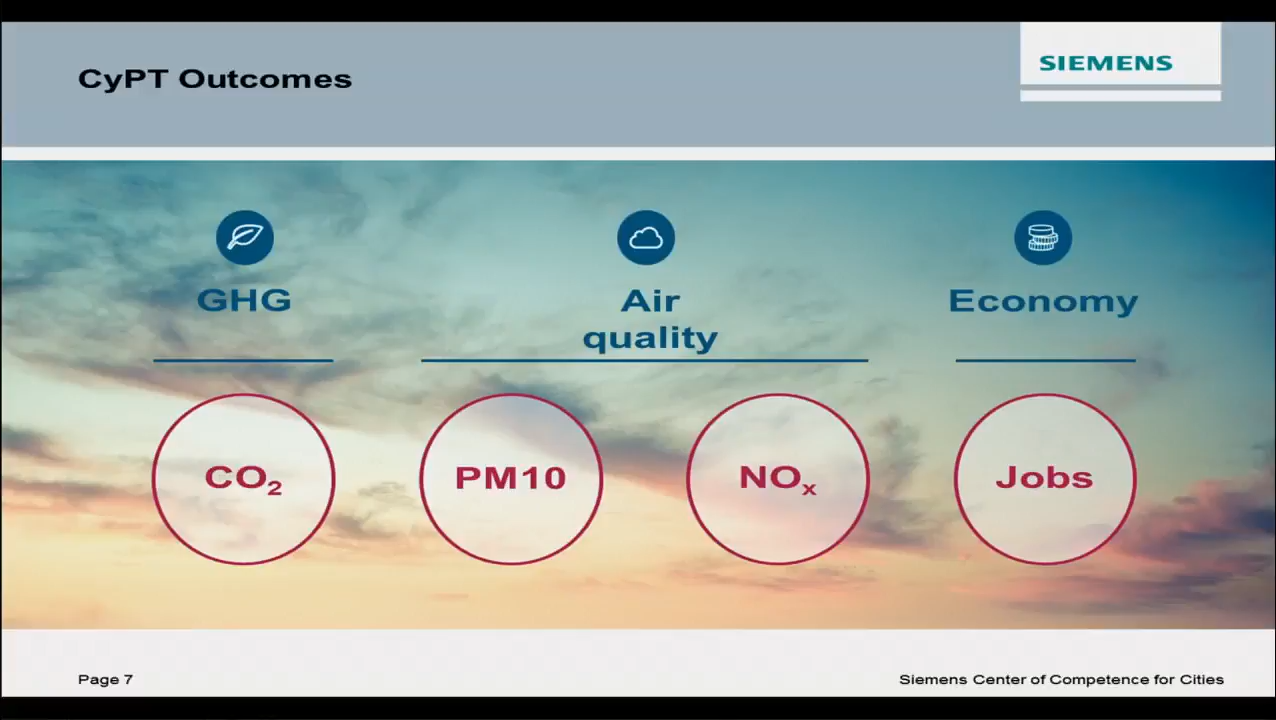 CyPT Outcomes
SIEMENS
GHG
Air
quality
Economy
CO₂
PM10
NOₓ
Jobs
Page 7
Siemens Center of Competence for Cities